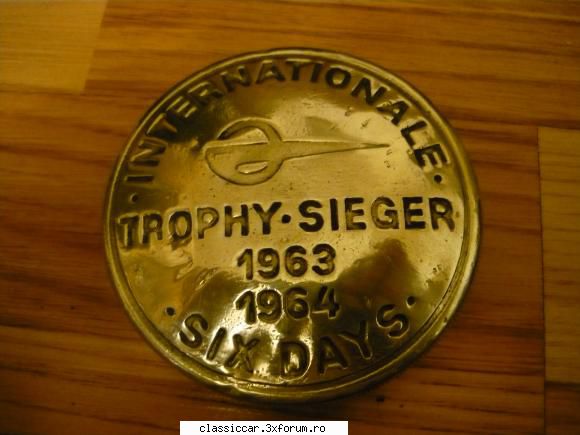 · INTERNATIONALE ·
TROPHY · SIEGER
1963
1964
· SIX DAYS ·
classiccar.3xforum.ro